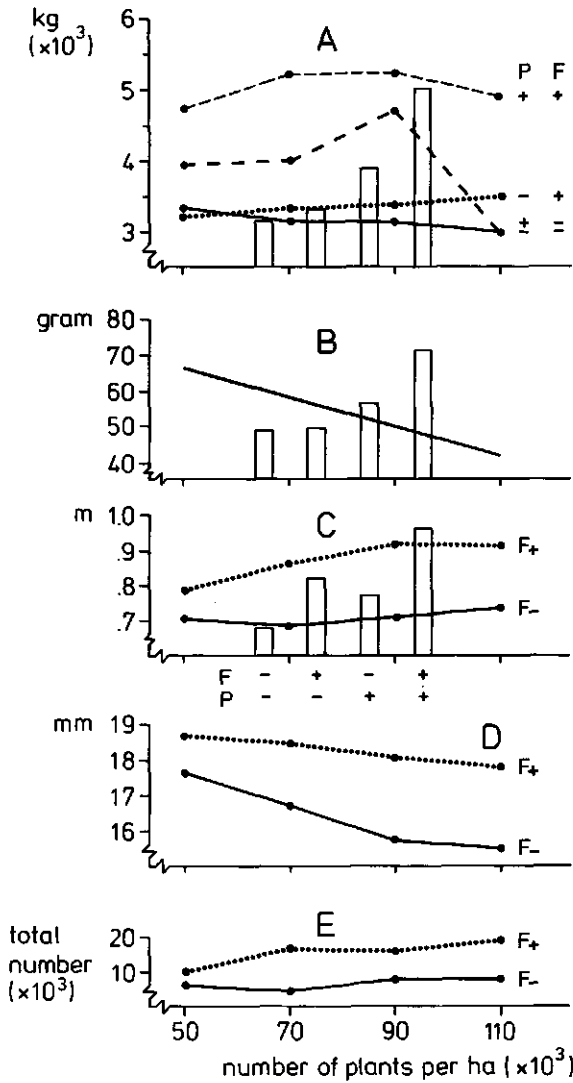 kg
(×10³)
A
6
5
4
3
P F
+ +
- +
+ =
- -
gram
B
80
70
60
50
40
m
C
1.0
.9
.8
.7
F+
F-
F - + - +
P - - + +
mm
D
19
18
17
16
F+
F-
total
number
(×10³)
E
20
10
F+
F-
50 70 90 110
number of plants per ha (×10³)